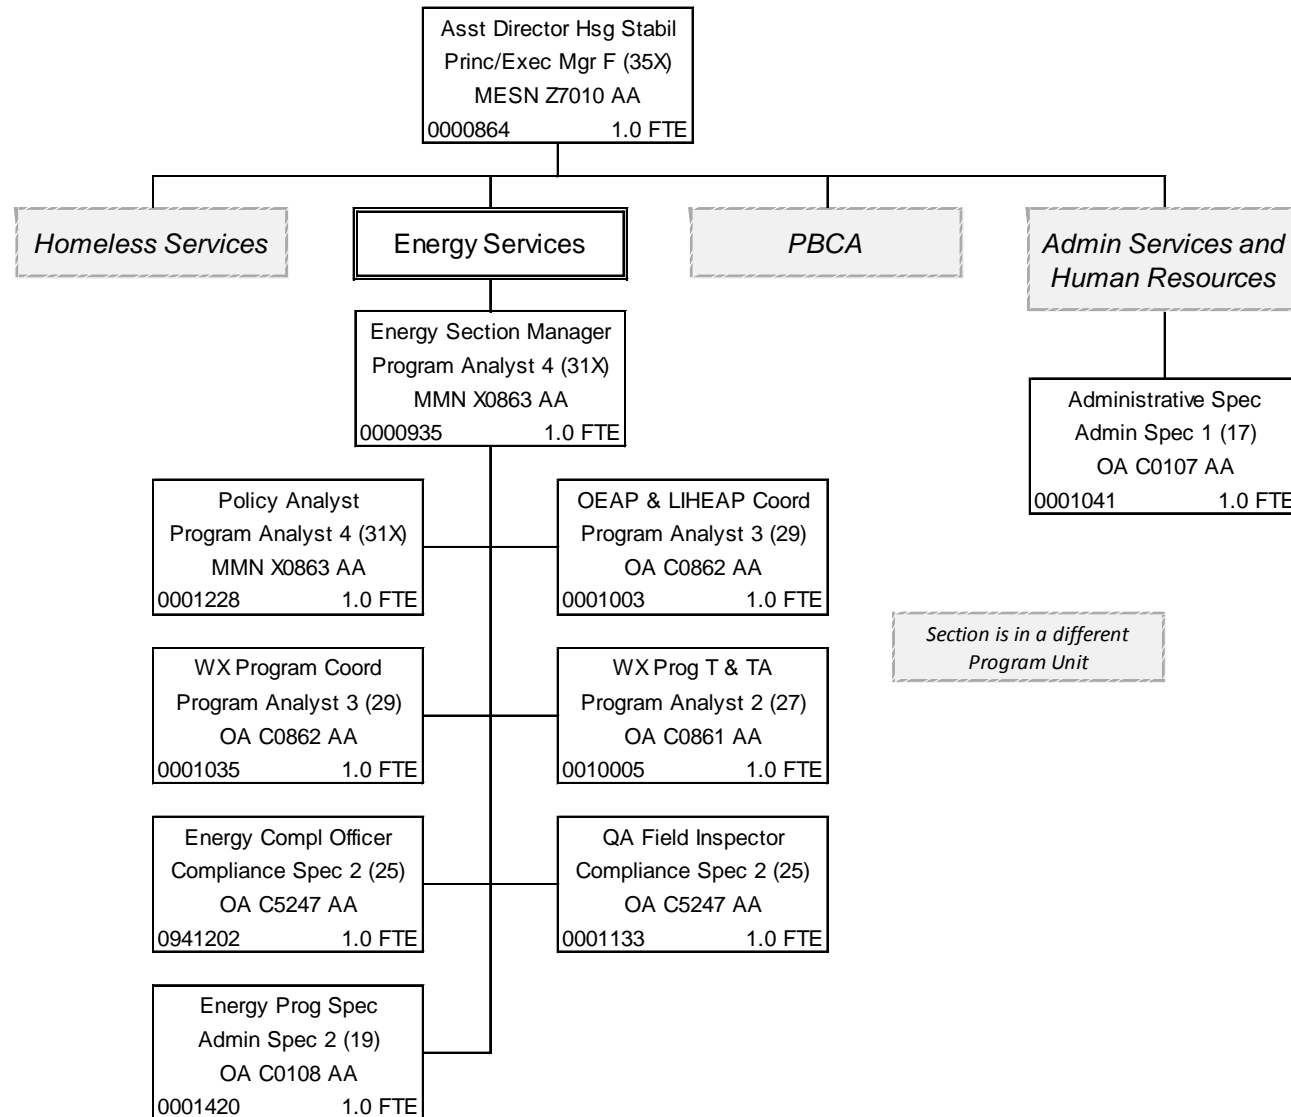 Asst Director Hsg Stabil
Princ/Exec Mgr F (35X)
MESN Z7010 AA
0000864 1.0 FTE
Homeless Services
Energy Services
PBCA
Admin Services and
Human Resources
Energy Section Manager
Program Analyst 4 (31X)
MMN X0863 AA
0000935 1.0 FTE
Administrative Spec
Admin Spec 1 (17)
OA C0107 AA
0001041 1.0 FTE
Policy Analyst
Program Analyst 4 (31X)
MMN X0863 AA
0001228 1.0 FTE
OEAP & LIHEAP Coord
Program Analyst 3 (29)
OA C0862 AA
0001003 1.0 FTE
Section is in a different
Program Unit
WX Program Coord
Program Analyst 3 (29)
OA C0862 AA
0001035 1.0 FTE
WX Prog T & TA
Program Analyst 2 (27)
OA C0861 AA
0010005 1.0 FTE
Energy Compl Officer
Compliance Spec 2 (25)
OA C5247 AA
0941202 1.0 FTE
QA Field Inspector
Compliance Spec 2 (25)
OA C5247 AA
0001133 1.0 FTE
Energy Prog Spec
Admin Spec 2 (19)
OA C0108 AA
0001420 1.0 FTE